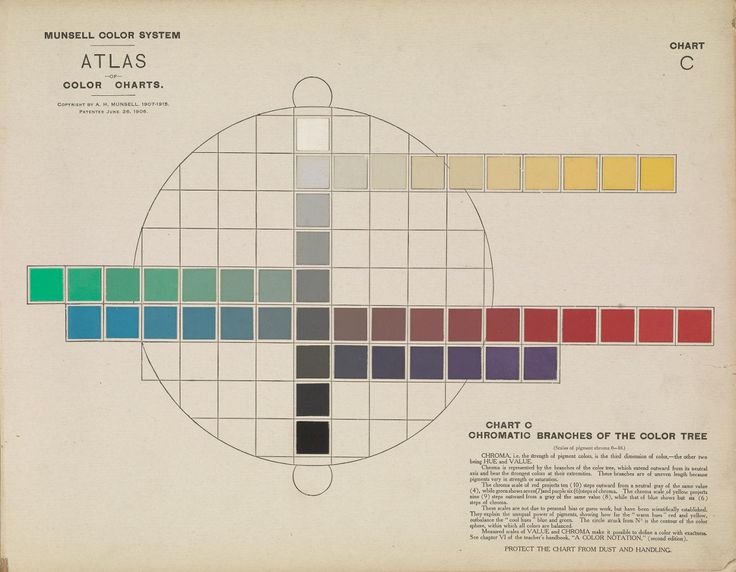 MUNSELL COLOR SYSTEM
ATLAS
OF
COLOR CHARTS.
COPYRIGHT BY A. H. MUNSELL, 1907-1915.
PATENTED JUNE 26, 1906.
CHART
C
CHART C
CHROMATIC BRANCHES OF THE COLOR TREE
(Scales of pigment chroma 0—10.)
CHROMA, i.e. the strength of pigment colors, is the third dimension of color,—the other two
being HUE and VALUE.
Chroma is represented by the branches of the color tree, which extend outward from its neutral
axis and bear the strongest colors at their extremities. These branches are of uneven length because
pigments vary in strength or saturation.
The chroma scale of red projects ten (10) steps outward from a neutral gray of the same value
(4), while green shows seven(7)and purple six(6)steps of chroma. The chroma scale of yellow projects
nine (9) steps outward from a gray of the same value (8), while that of blue shows but six (6)
steps of chroma.
These scales are not due to personal bias or guess work, but have been scientifically established.
They explain the unequal power of pigments, showing how far the "warm hues" red and yellow,
outbalance the "cool hues" blue and green. The circle struck from N⁵ is the contour of the color
sphere, within which all colors are balanced.
Measured scales of VALUE and CHROMA make it possible to define a color with exactness.
See chapter VI of the teacher's handbook, "A COLOR NOTATION," (second edition).
PROTECT THE CHART FROM DUST AND HANDLING.